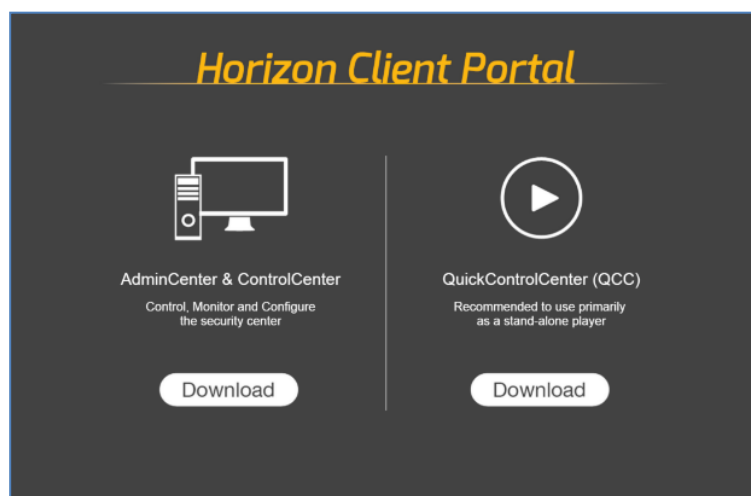 Horizon Client Portal
AdminCenter & ControlCenter
Control, Monitor and Configure
the security center
Download
QuickControlCenter (QCC)
Recommended to use primarily
as a stand-alone player
Download